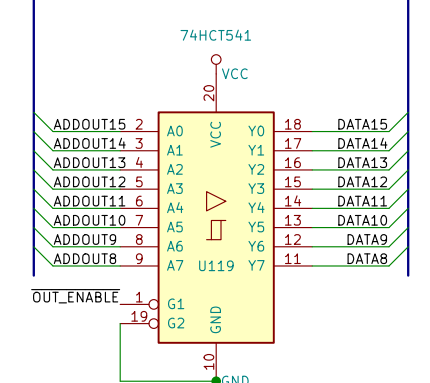 74HCT541
VCC
20
ADDOUT15 2 A0 VCC Y0 18 DATA15
ADDOUT14 3 A1 Y1 17 DATA14
ADDOUT13 4 A2 Y2 16 DATA13
ADDOUT12 5 A3 Y3 15 DATA12
ADDOUT11 6 A4 Y4 14 DATA11
ADDOUT10 7 A5 Y5 13 DATA10
ADDOUT9 8 A6 Y6 12 DATA9
ADDOUT8 9 A7 U119 Y7 11 DATA8
OUT_ENABLE 1 G1
19 G2 GND
10
GND